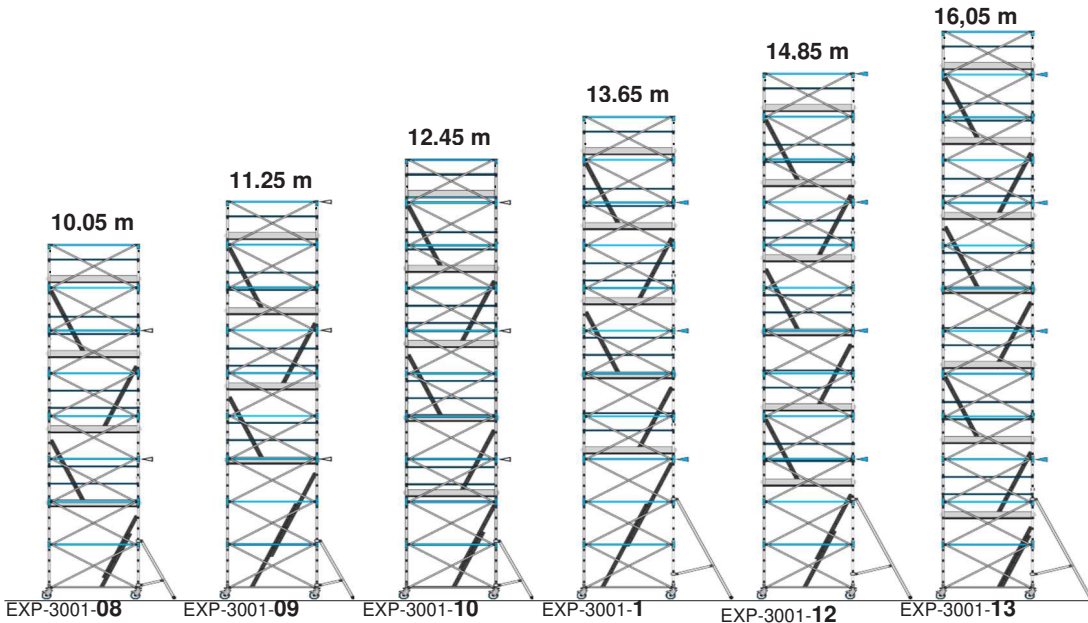 16,05 m
14,85 m
13.65 m
12.45 m
11.25 m
10,05 m
EXP-3001-08
EXP-3001-09
EXP-3001-10
EXP-3001-1
EXP-3001-12
EXP-3001-13